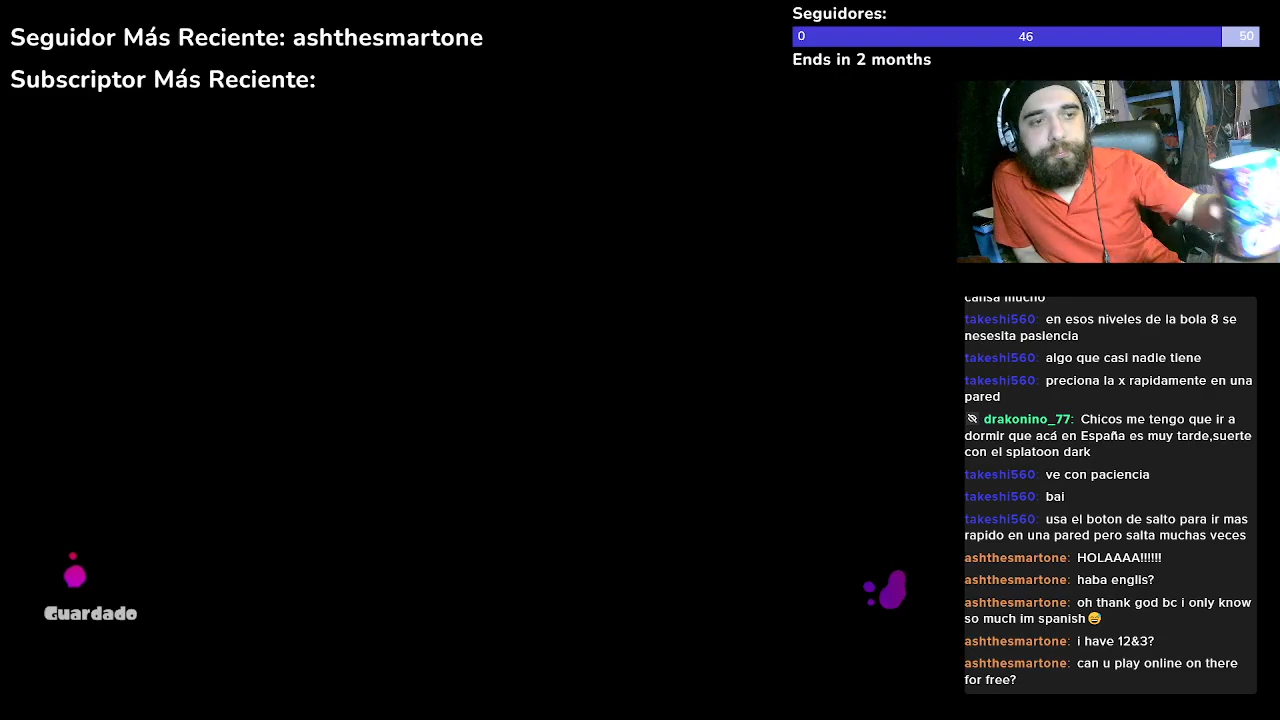 Seguidor Más Reciente: ashthesmartone
Subscriptor Más Reciente:
Seguidores:
0 46 50
Ends in 2 months
cansa mucho
takeshi560: en esos niveles de la bola 8 se
nesesita pasiencia
takeshi560: algo que casi nadie tiene
takeshi560: preciona la x rapidamente en una
pared
drakonino_77: Chicos me tengo que ir a
dormir que acá en España es muy tarde,suerte
con el splatoon dark
takeshi560: ve con paciencia
takeshi560: bai
takeshi560: usa el boton de salto para ir mas
rapido en una pared pero salta muchas veces
ashthesmartone: HOLAAAA!!!!!!
ashthesmartone: haba englis?
ashthesmartone: oh thank god bc i only know
so much im spanish😅
ashthesmartone: i have 12&3?
ashthesmartone: can u play online on there
for free?
Guardado